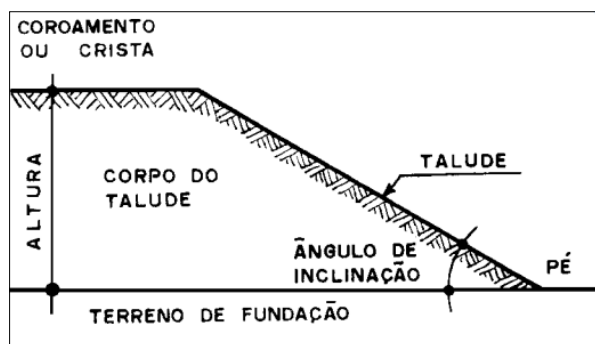 COROAMENTO
OU CRISTA
ALTURA
CORPO DO
TALUDE
TALUDE
ÂNGULO DE
INCLINAÇÃO
PÉ
TERRENO DE FUNDAÇÃO